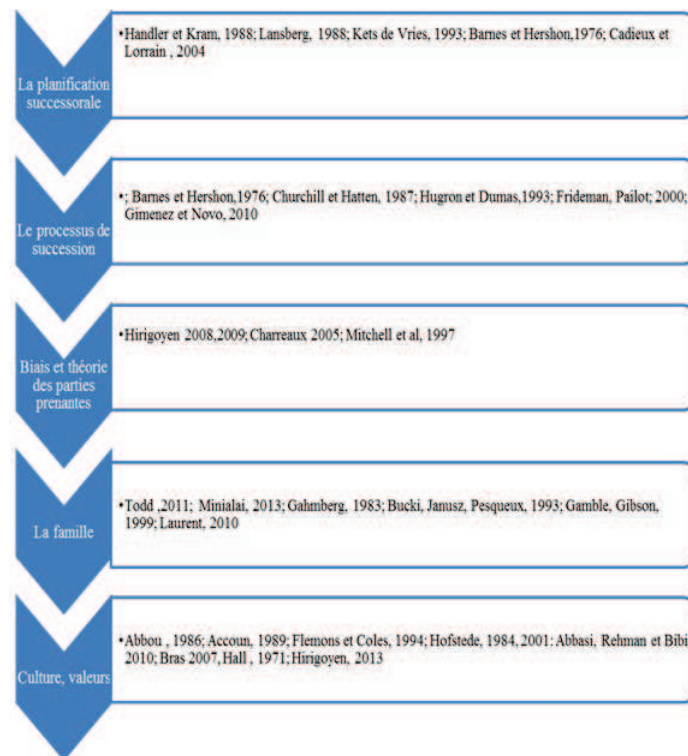 La planification
successorale
•Handler et Kram, 1988; Lansberg, 1988; Kets de Vries, 1993; Barnes et Hershon,1976; Cadieux et
Lorrain , 2004
Le processus de
succession
•; Barnes et Hershon,1976; Churchill et Hatten, 1987; Hugron et Dumas,1993; Frideman, Pailot; 2000;
Gimenez et Novo, 2010
Biais et théorie
des parties
prenantes
•Hirigoyen 2008,2009; Charreaux 2005; Mitchell et al, 1997
La famille
•Todd ,2011; Minialai, 2013; Gahmberg, 1983; Bucki, Janusz, Pesqueux, 1993; Gamble, Gibson,
1999; Laurent, 2010
Culture, valeurs
•Abbou , 1986; Accoun, 1989; Flemons et Coles, 1994; Hofstede, 1984, 2001: Abbasi, Rehman et Bibi
2010; Bras 2007, Hall , 1971; Hirigoyen, 2013